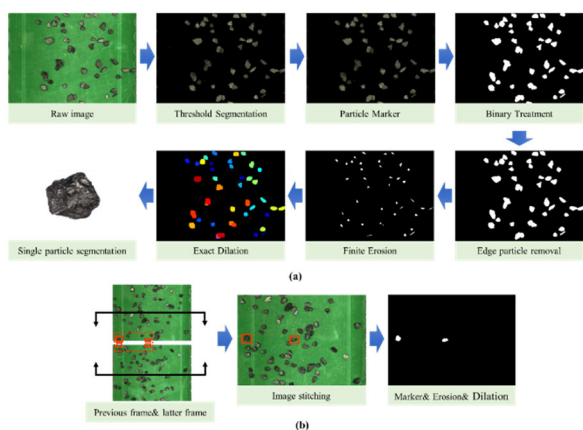 Raw image
Threshold Segmentation
Particle Marker
Binary Treatment
Single particle segmentation
Exact Dilation
Finite Erosion
Edge particle removal
(a)
Previous frame& latter frame
Image stitching
Marker& Erosion& Dilation
(b)